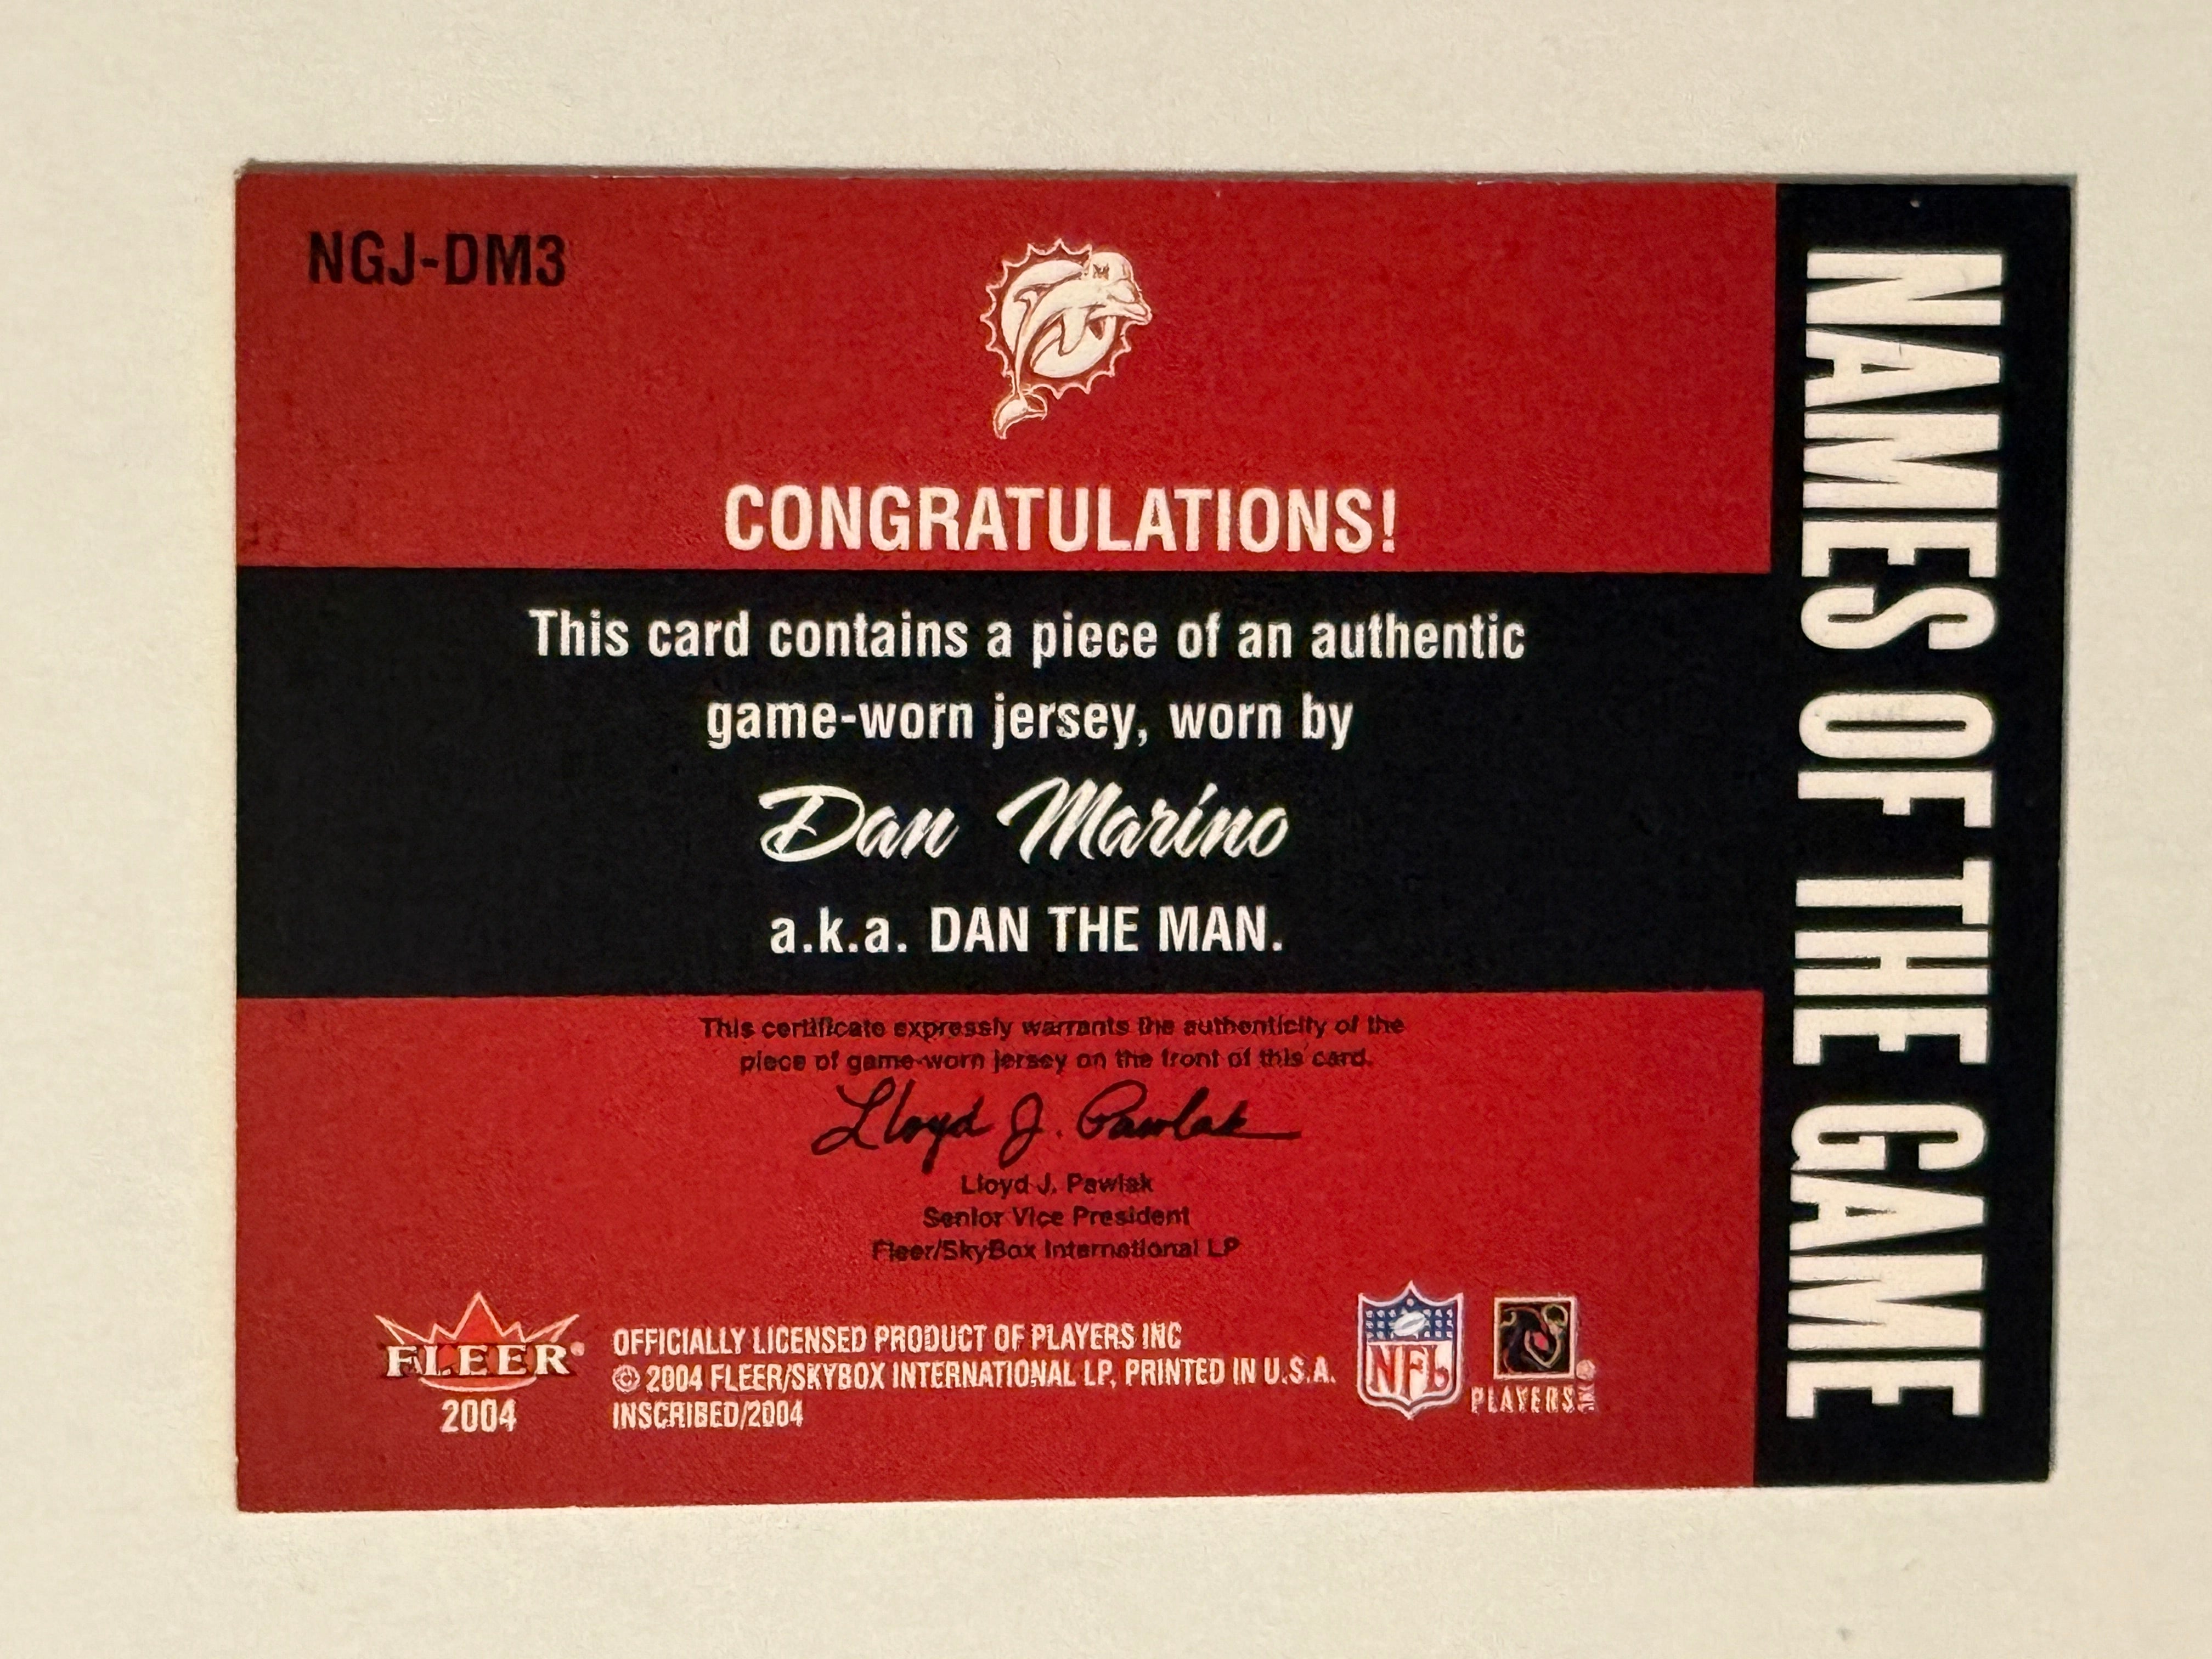 NGJ-DM3
CONGRATULATIONS!
This card contains a piece of an authentic
game-worn jersey, worn by
Dan Marino
a.k.a. DAN THE MAN.
This certificate expressly warrants the authenticity of the
piece of game-worn jersey on the front of this card.
Lloyd J. Pawlak
Lloyd J. Pawlak
Senior Vice President
Fleer/SkyBox International LP
FLEER®
2004
OFFICIALLY LICENSED PRODUCT OF PLAYERS INC
© 2004 FLEER/SKYBOX INTERNATIONAL LP, PRINTED IN U.S.A.
INSCRIBED/2004
NFL
PLAYERS INC®
NAMES OF THE GAME